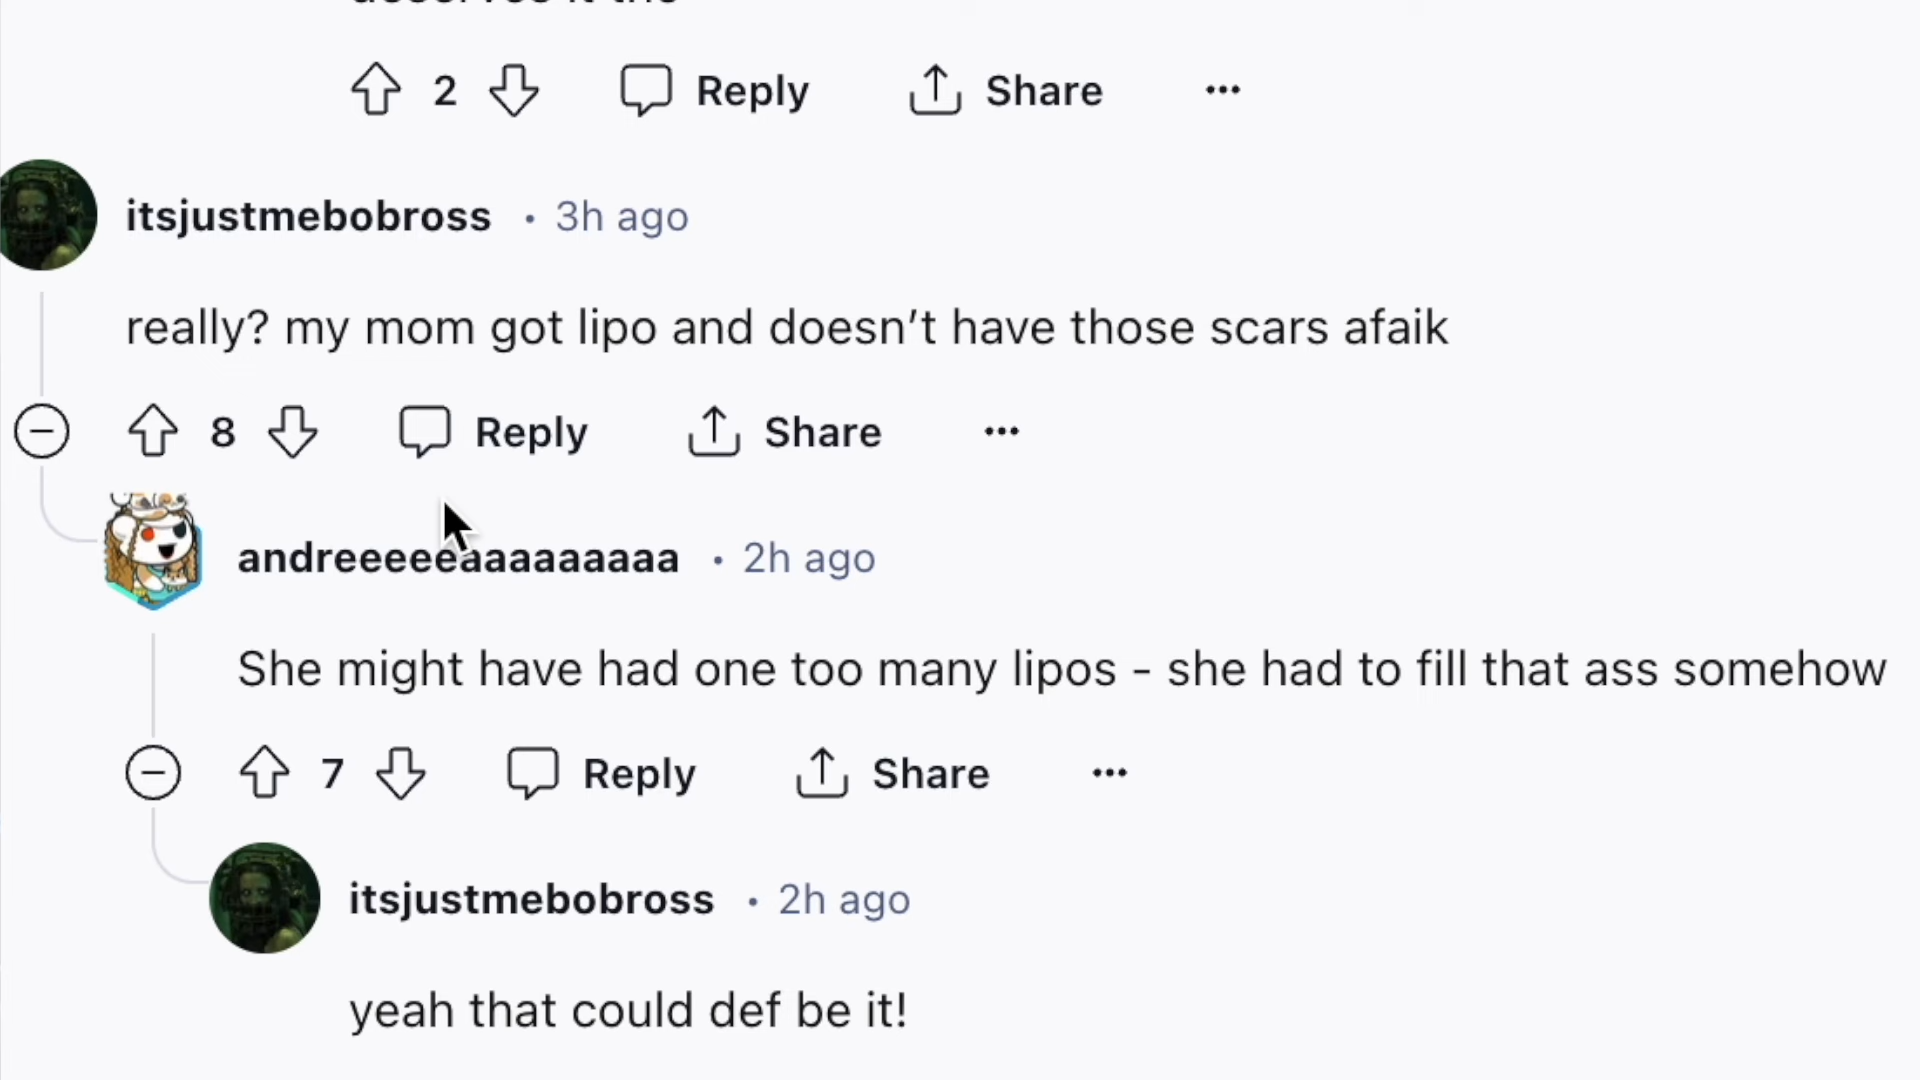 2 Reply Share
itsjustmebobross • 3h ago
really? my mom got lipo and doesn’t have those scars afaik
8 Reply Share
andreeeeeaaaaaaaaa • 2h ago
She might have had one too many lipos - she had to fill that ass somehow
7 Reply Share
itsjustmebobross • 2h ago
yeah that could def be it!